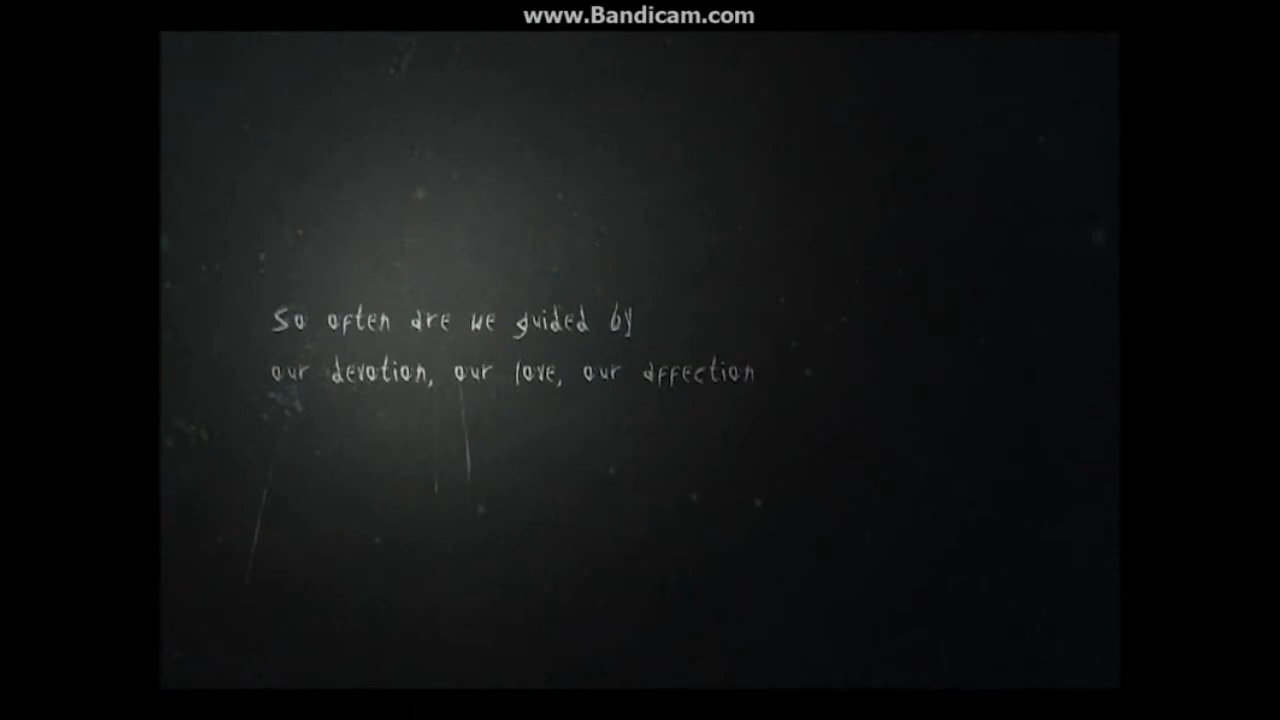 www.Bandicam.com
So often are we guided by
our devotion, our love, our affection